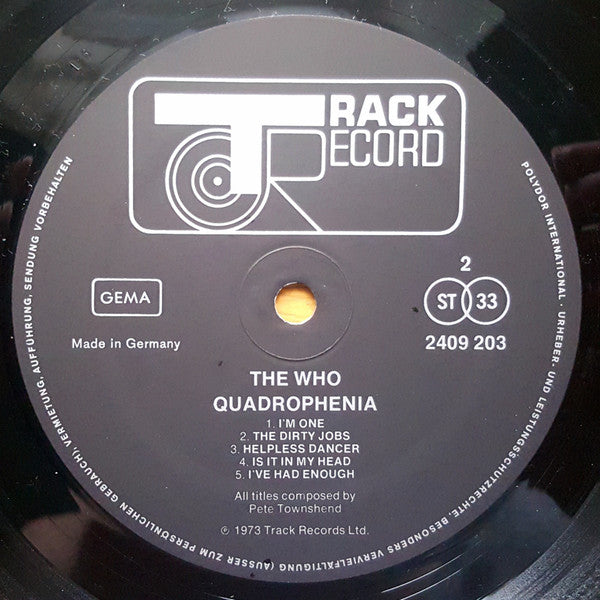 TRACK
RECORD
GEMA
Made in Germany
2
ST 33
2409 203
THE WHO
QUADROPHENIA
1. I'M ONE
2. THE DIRTY JOBS
3. HELPLESS DANCER
4. IS IT IN MY HEAD
5. I'VE HAD ENOUGH
All titles composed by
Pete Townshend
℗ 1973 Track Records Ltd.
POLYDOR INTERNATIONAL · URHEBER- UND LEISTUNGSSCHUTZRECHTE, BESONDERS VERVIELFÄLTIGUNG (AUSSER ZUM PERSÖNLICHEN GEBRAUCH), VERMIETUNG, AUFFÜHRUNG, SENDUNG VORBEHALTEN